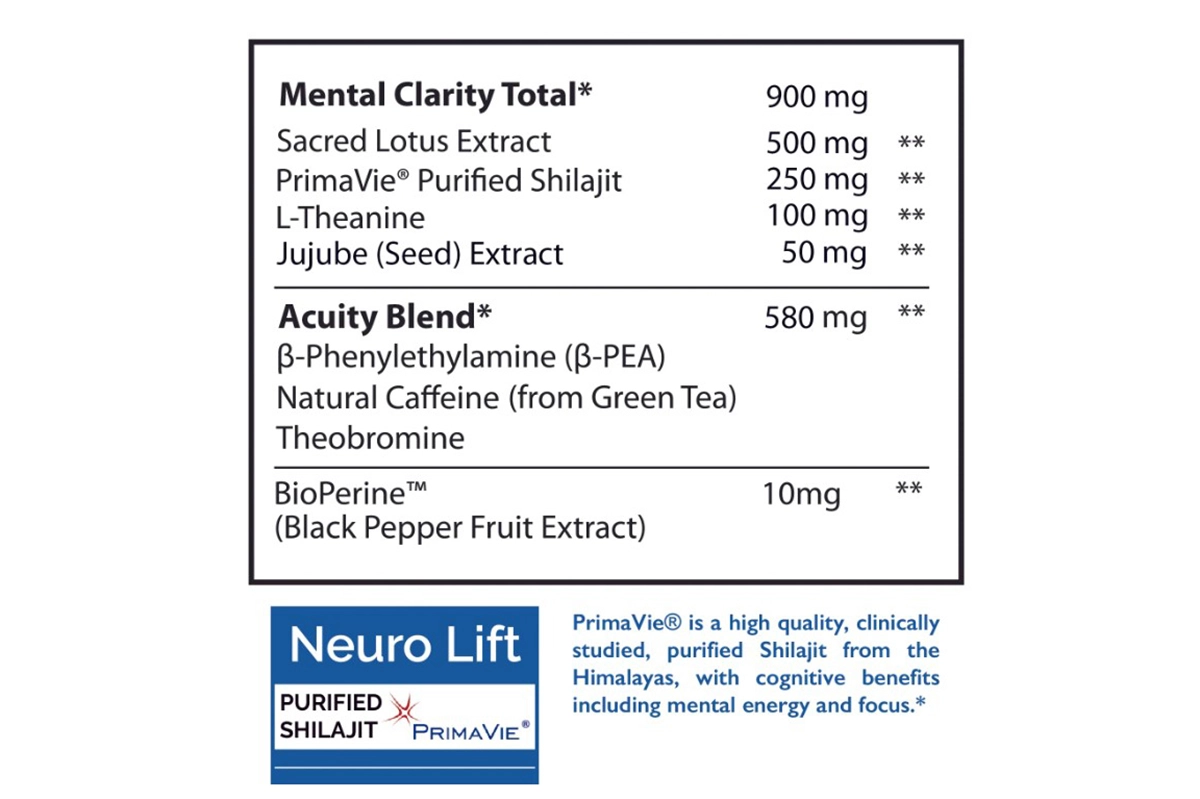 Mental Clarity Total* 900 mg
Sacred Lotus Extract 500 mg **
PrimaVie® Purified Shilajit 250 mg **
L-Theanine 100 mg **
Jujube (Seed) Extract 50 mg **
Acuity Blend* 580 mg **
β-Phenylethylamine (β-PEA)
Natural Caffeine (from Green Tea)
Theobromine
BioPerine™ 10mg **
(Black Pepper Fruit Extract)
Neuro Lift
PURIFIED
SHILAJIT
PRIMAVIE®
PrimaVie® is a high quality, clinically
studied, purified Shilajit from the
Himalayas, with cognitive benefits
including mental energy and focus.*